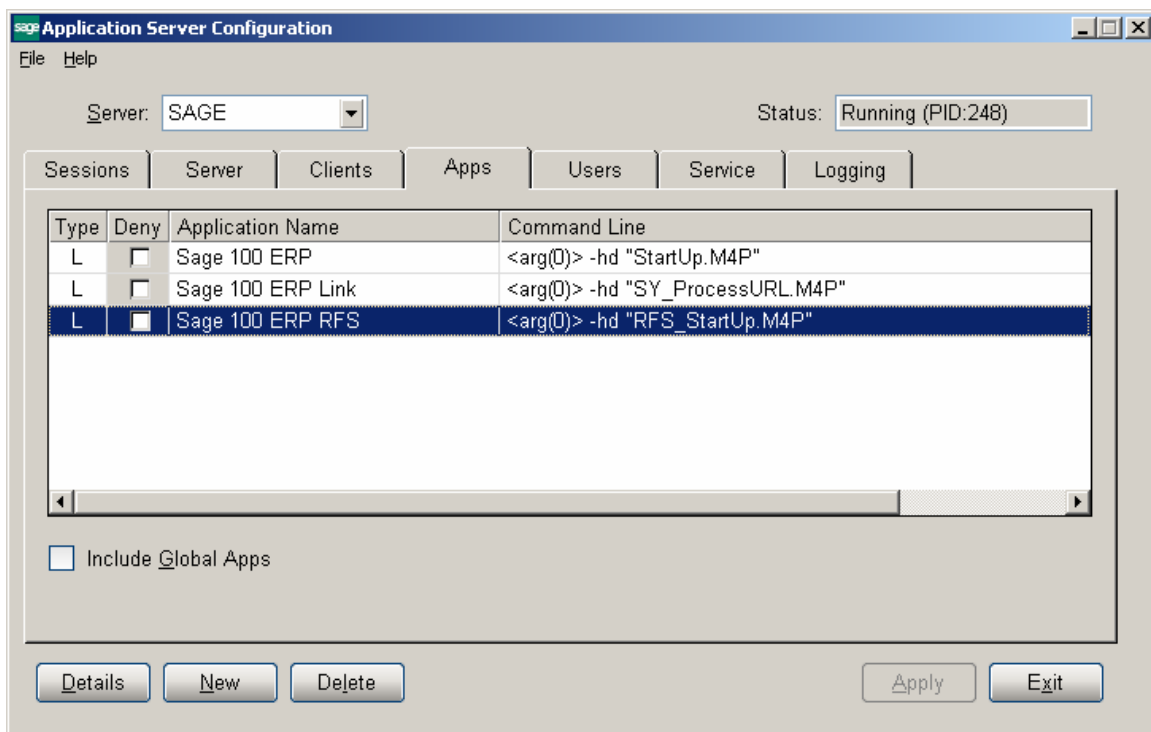 sage Application Server Configuration
File Help
Server: SAGE Status: Running (PID:248)
Sessions Server Clients Apps Users Service Logging
Type Deny Application Name Command Line
L Sage 100 ERP <arg(0)> -hd "StartUp.M4P"
L Sage 100 ERP Link <arg(0)> -hd "SY_ProcessURL.M4P"
L Sage 100 ERP RFS <arg(0)> -hd "RFS_StartUp.M4P"
Include Global Apps
Details New Delete Apply Exit